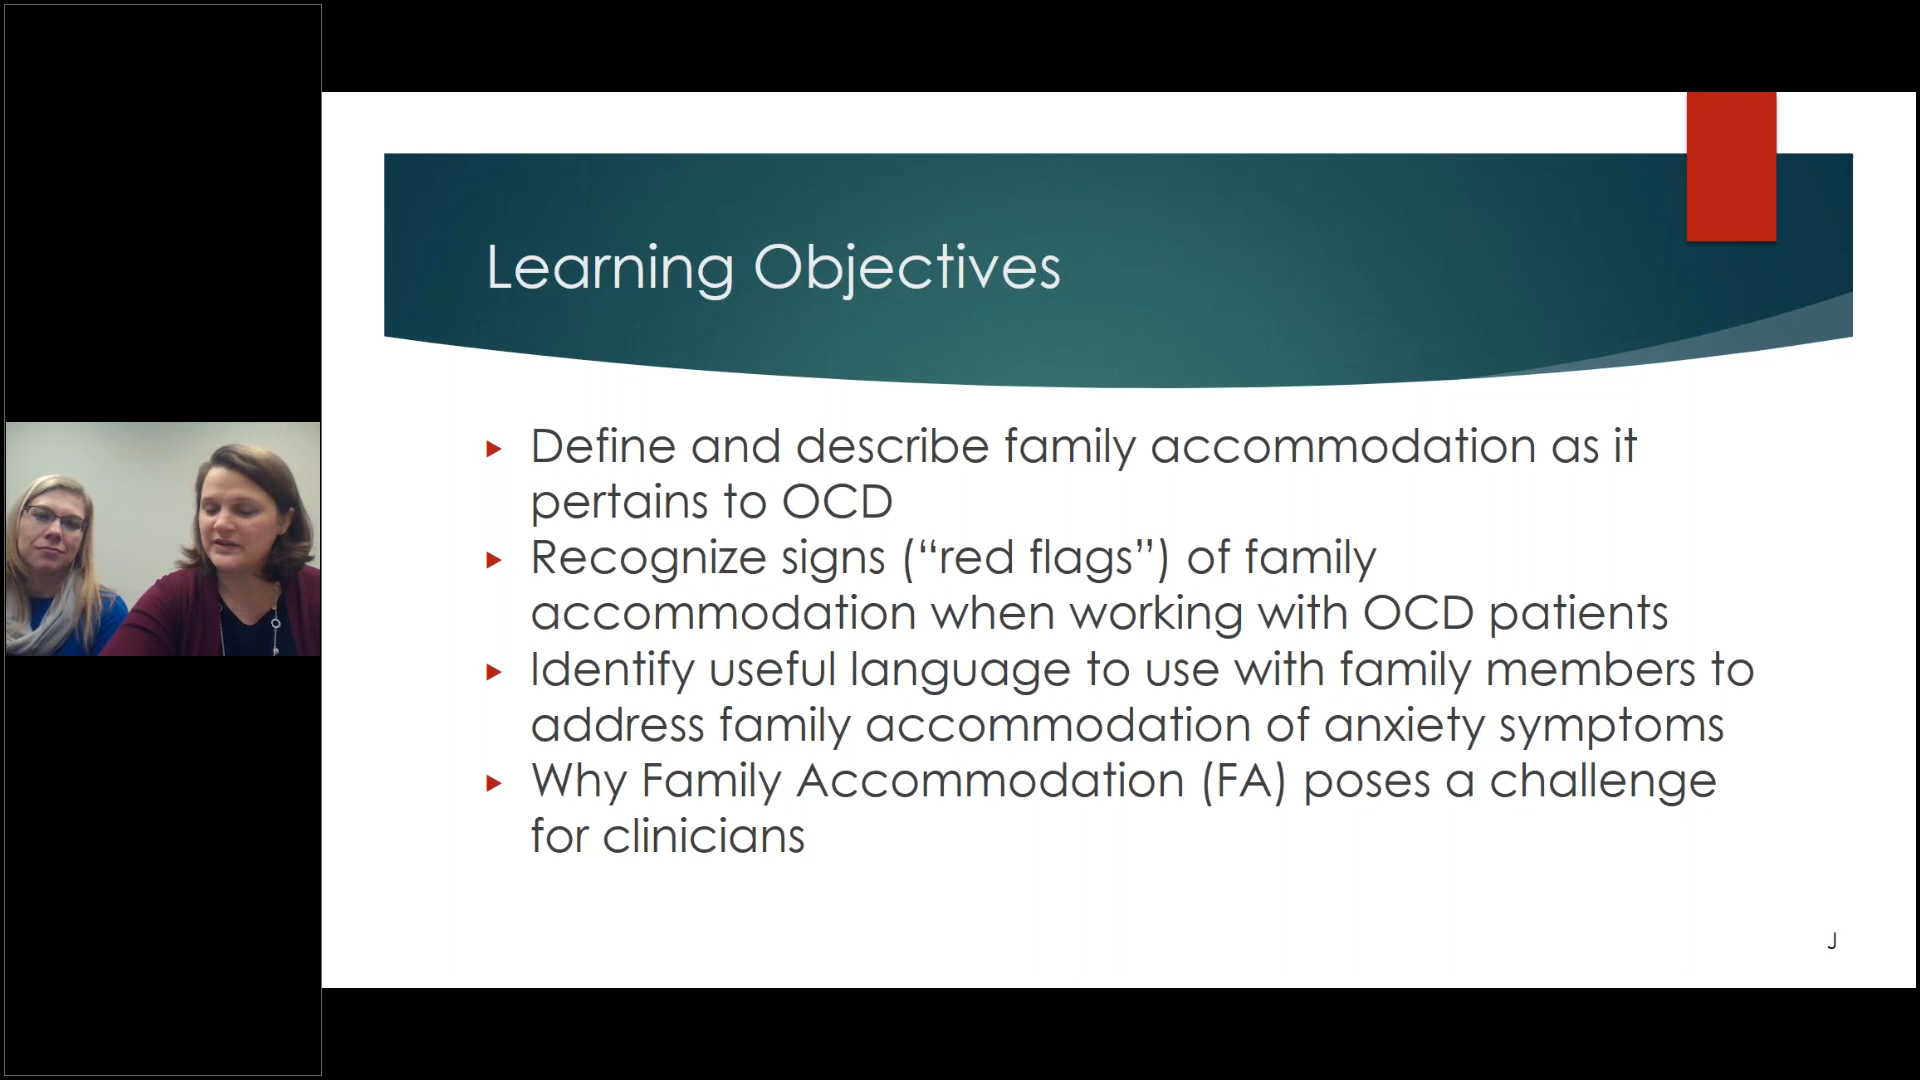 Learning Objectives
Define and describe family accommodation as it
pertains to OCD
Recognize signs (“red flags”) of family
accommodation when working with OCD patients
Identify useful language to use with family members to
address family accommodation of anxiety symptoms
Why Family Accommodation (FA) poses a challenge
for clinicians
J